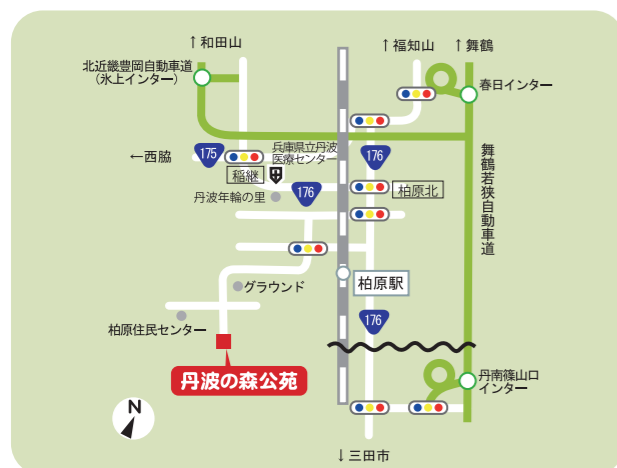 ↑和田山
↑福知山
↑舞鶴
北近畿豊岡自動車道
(氷上インター)
春日インター
←西脇
175
兵庫県立丹波
医療センター
176
稲継
176
柏原北
丹波年輪の里
舞鶴若狭自動車道
グラウンド
柏原駅
柏原住民センター
176
丹波の森公苑
丹南篠山口
インター
N
↓三田市